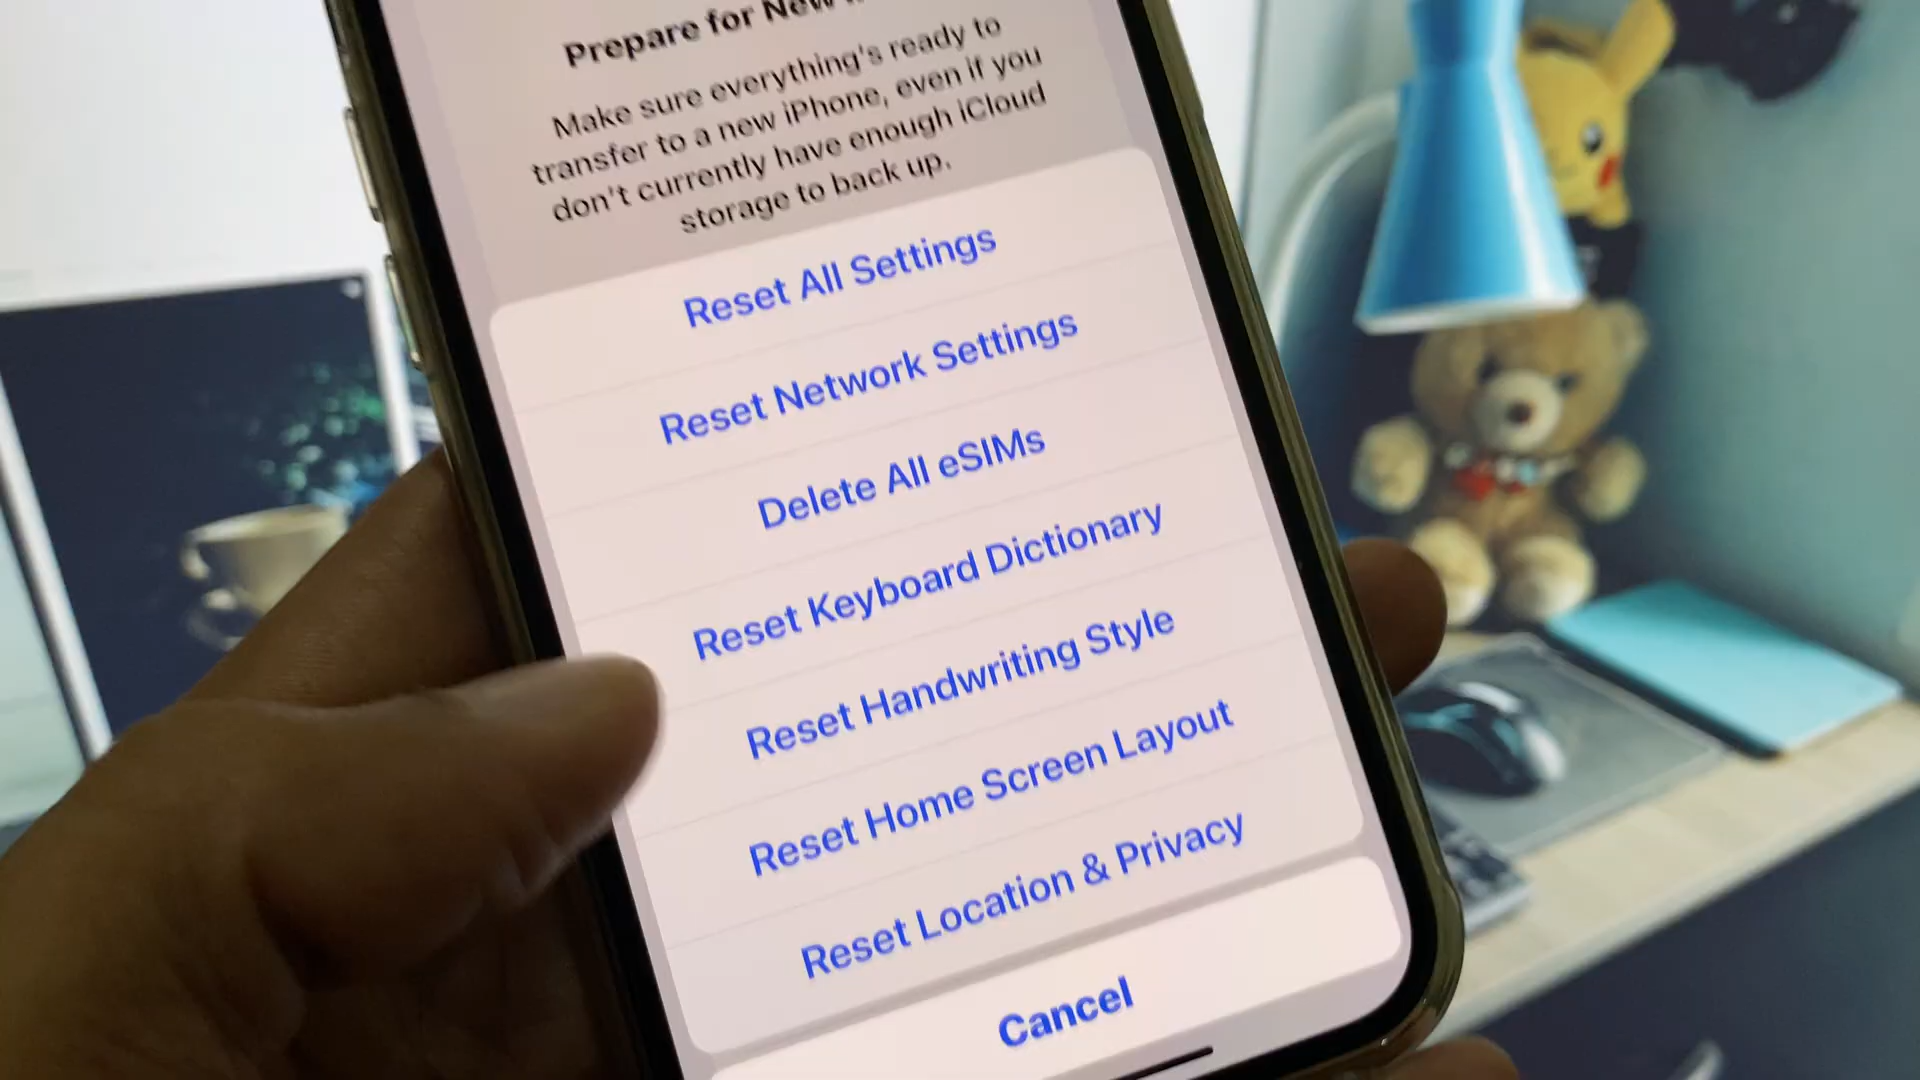 Prepare for New
Make sure everything's ready to
transfer to a new iPhone, even if you
don't currently have enough iCloud
storage to back up.
Reset All Settings
Reset Network Settings
Delete All eSIMs
Reset Keyboard Dictionary
Reset Handwriting Style
Reset Home Screen Layout
Reset Location & Privacy
Cancel